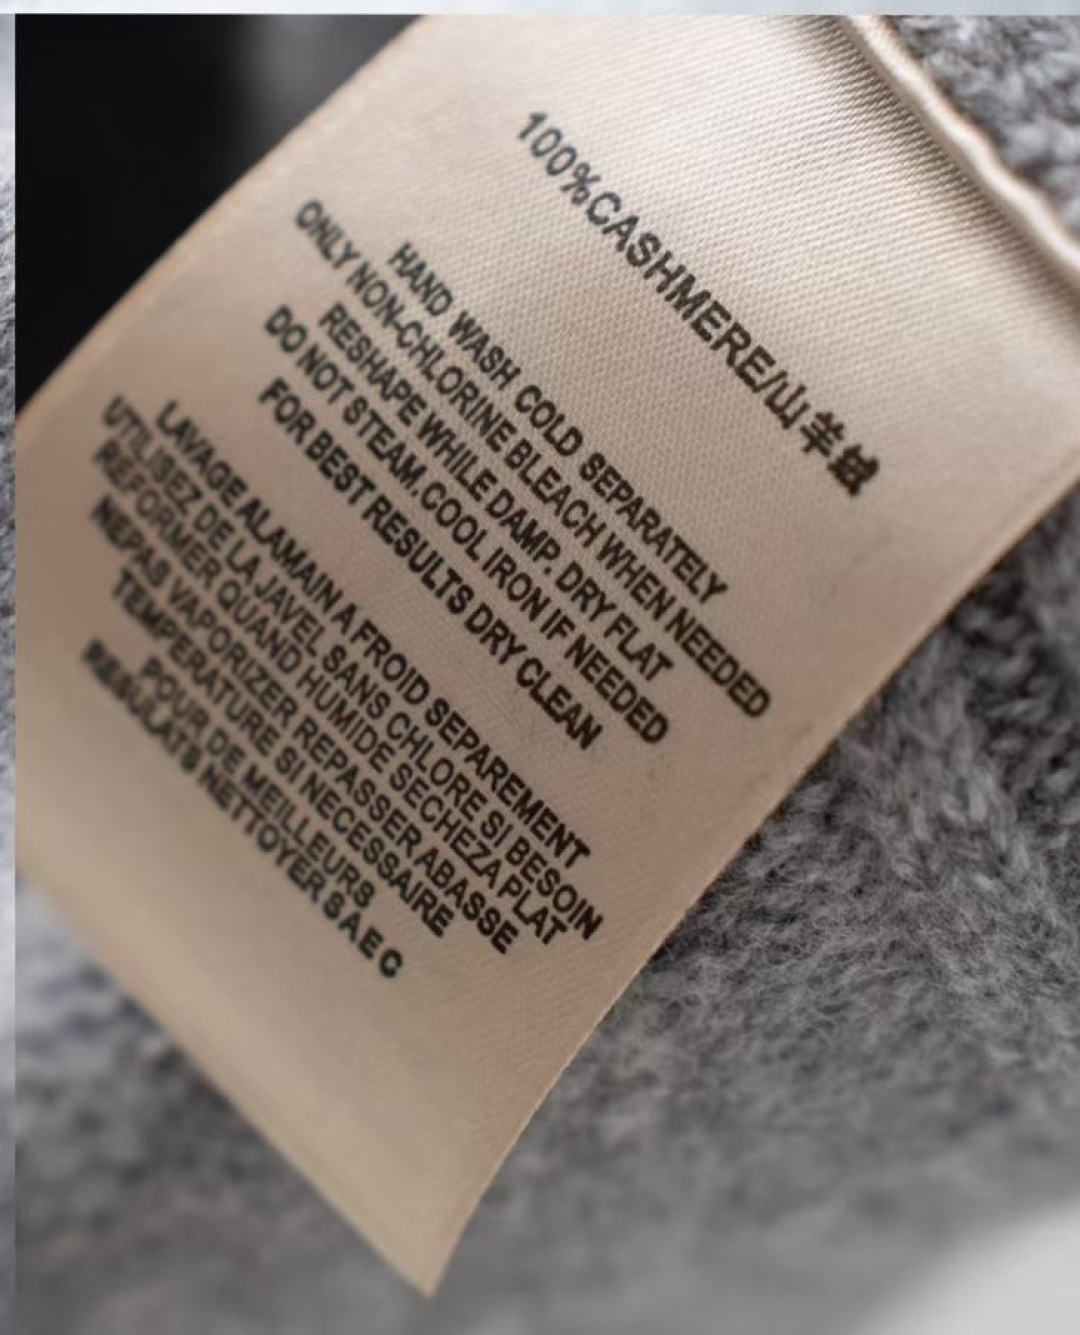 100%CASHMERE/山羊绒
HAND WASH COLD SEPARATELY
ONLY NON-CHLORINE BLEACH WHEN NEEDED
RESHAPE WHILE DAMP. DRY FLAT
DO NOT STEAM.COOL IRON IF NEEDED
FOR BEST RESULTS DRY CLEAN
LAVAGE ALAMAIN A FROID SEPAREMENT
UTILISEZ DE LA JAVEL SANS CHLORE SI BESOIN
REFORMER QUAND HUMIDE SECHEZA PLAT
NEPAS VAPORIZER REPASSER ABASSE
TEMPERATURE SI NECESSAIRE
POUR DE MEILLEURS
RESULATS NETTOYER S A E C